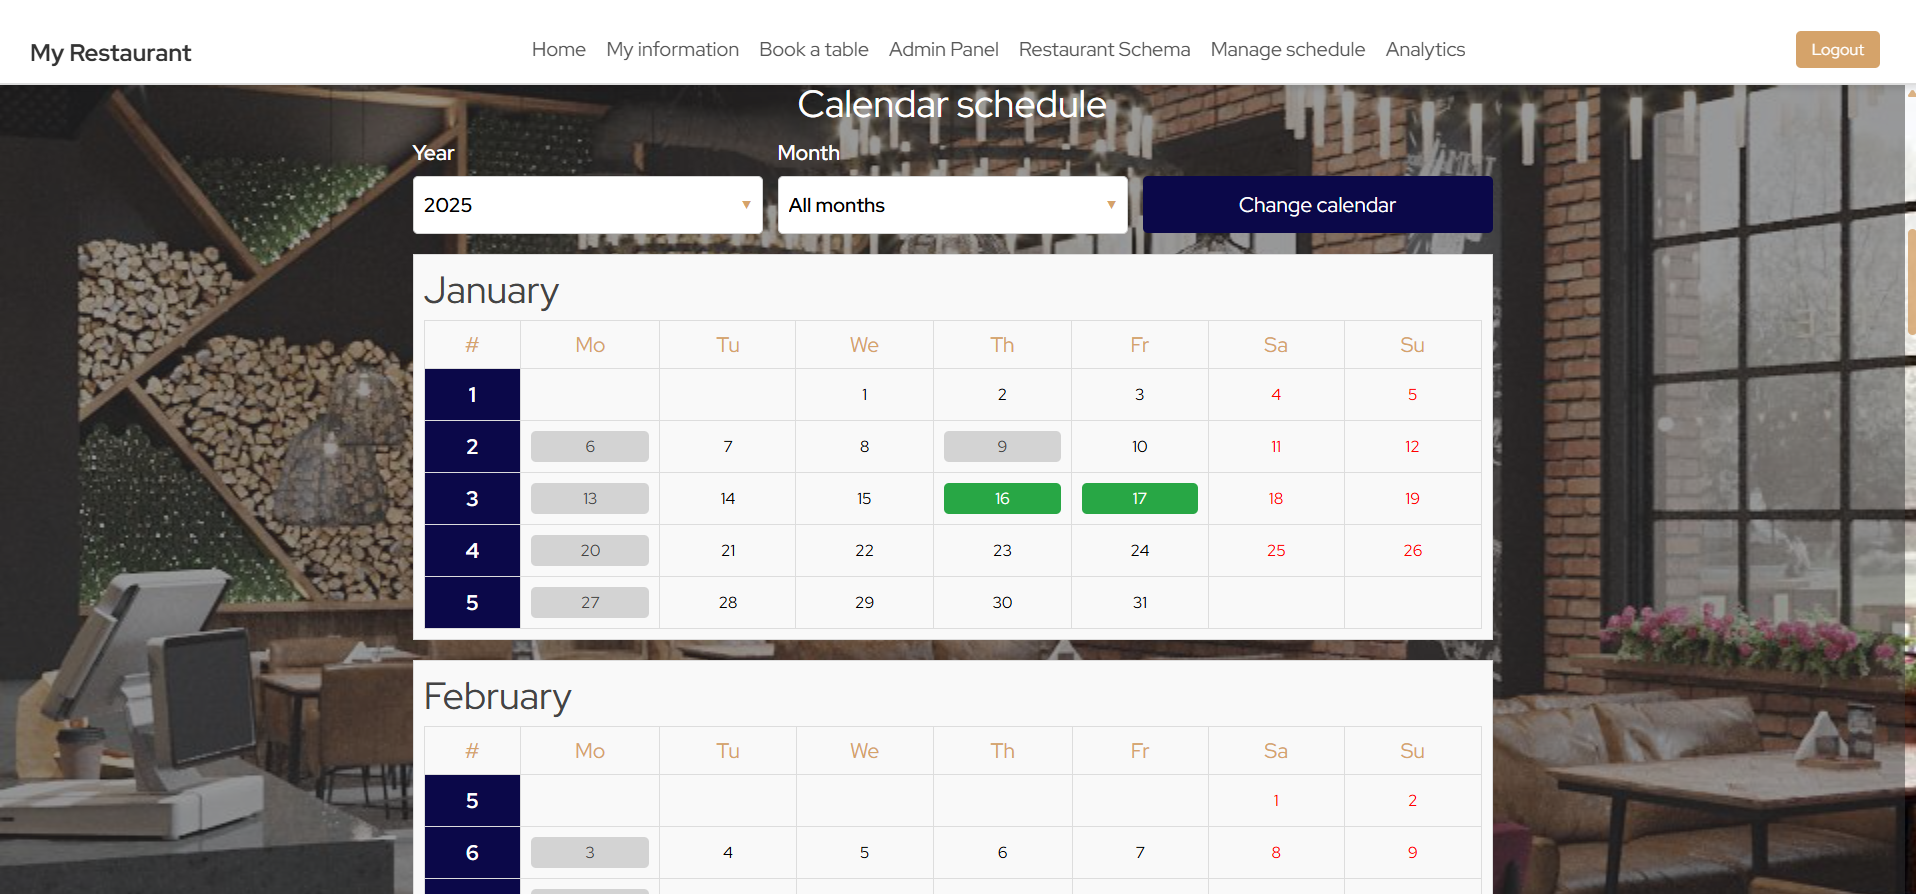 My Restaurant Home My information Book a table Admin Panel Restaurant Schema Manage schedule Analytics Logout
Calendar schedule
Year Month
2025 All months Change calendar
January
# Mo Tu We Th Fr Sa Su
1 1 2 3 4 5
2 6 7 8 9 10 11 12
3 13 14 15 16 17 18 19
4 20 21 22 23 24 25 26
5 27 28 29 30 31
February
# Mo Tu We Th Fr Sa Su
5 1 2
6 3 4 5 6 7 8 9